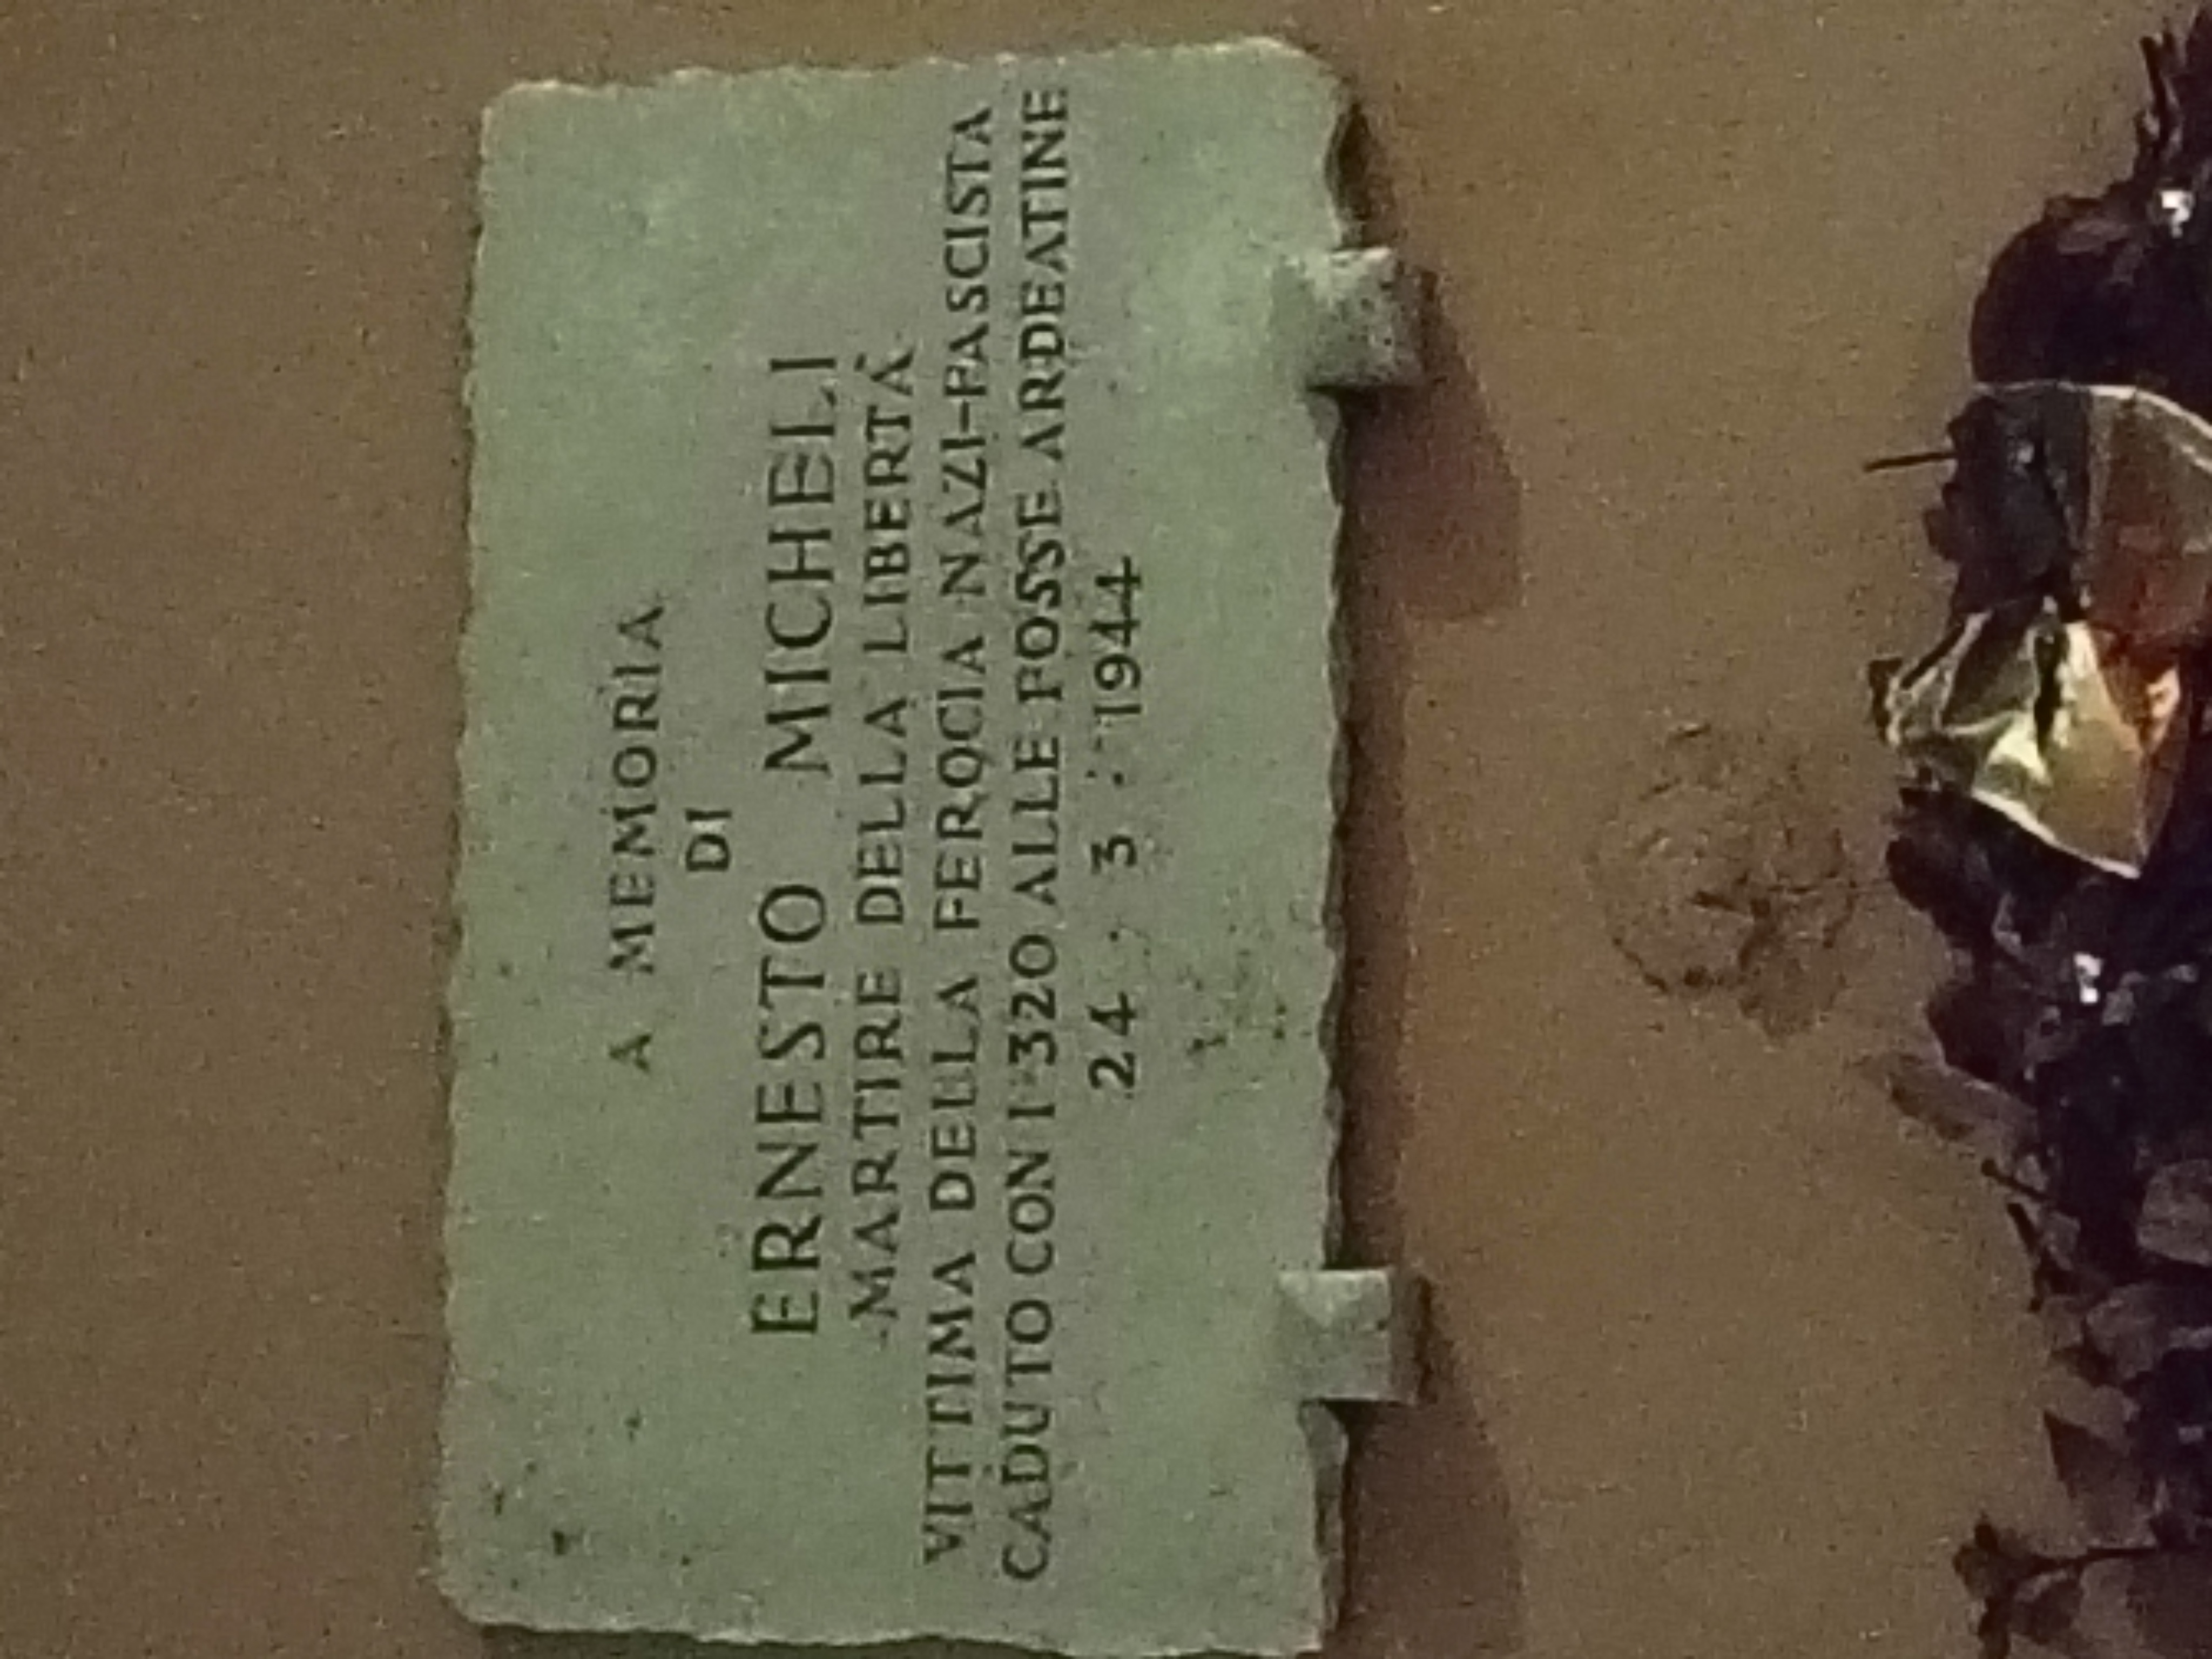 A MEMORIA
DI
ERNESTO MICHELI
MARTIRE DELLA LIBERTÀ
VITTIMA DELLA FEROCIA NAZI-FASCISTA
CADUTO CON I 320 ALLE FOSSE ARDEATINE
24 · 3 · 1944